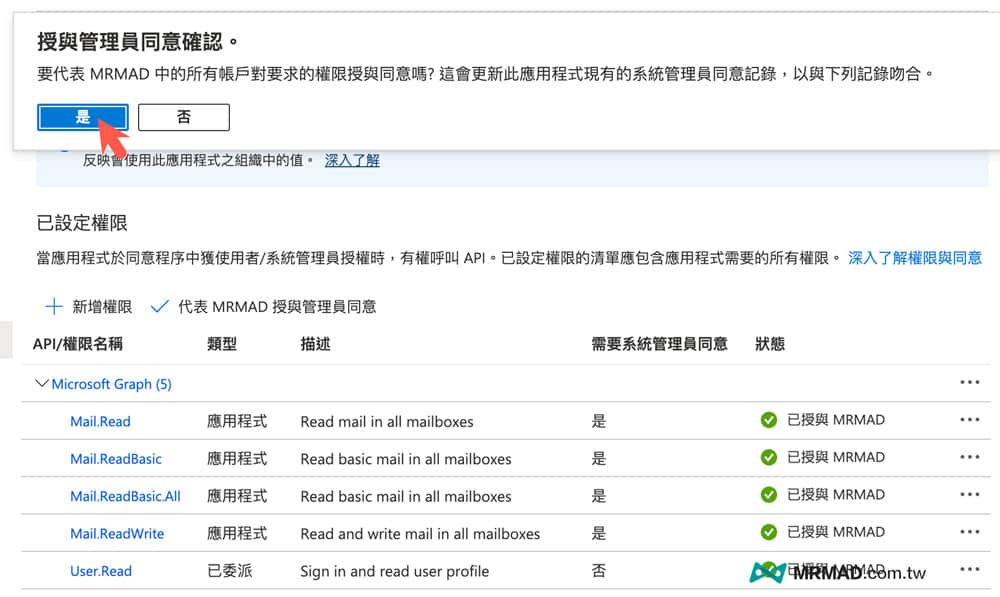 授與管理員同意確認。
要代表 MRMAD 中的所有帳戶對要求的權限授與同意嗎? 這會更新此應用程式現有的系統管理員同意記錄，以與下列記錄吻合。
是 否
反映會使用此應用程式之組織中的值。 深入了解
已設定權限
當應用程式於同意程序中獲使用者/系統管理員授權時，有權呼叫 API。已設定權限的清單應包含應用程式需要的所有權限。 深入了解權限與同意
新增權限 代表 MRMAD 授與管理員同意
API/權限名稱 類型 描述 需要系統管理員同意 狀態
Microsoft Graph (5)
Mail.Read 應用程式 Read mail in all mailboxes 是 已授與 MRMAD
Mail.ReadBasic 應用程式 Read basic mail in all mailboxes 是 已授與 MRMAD
Mail.ReadBasic.All 應用程式 Read basic mail in all mailboxes 是 已授與 MRMAD
Mail.ReadWrite 應用程式 Read and write mail in all mailboxes 是 已授與 MRMAD
User.Read 已委派 Sign in and read user profile 否 已授與 MRMAD
MRMAD.com.tw